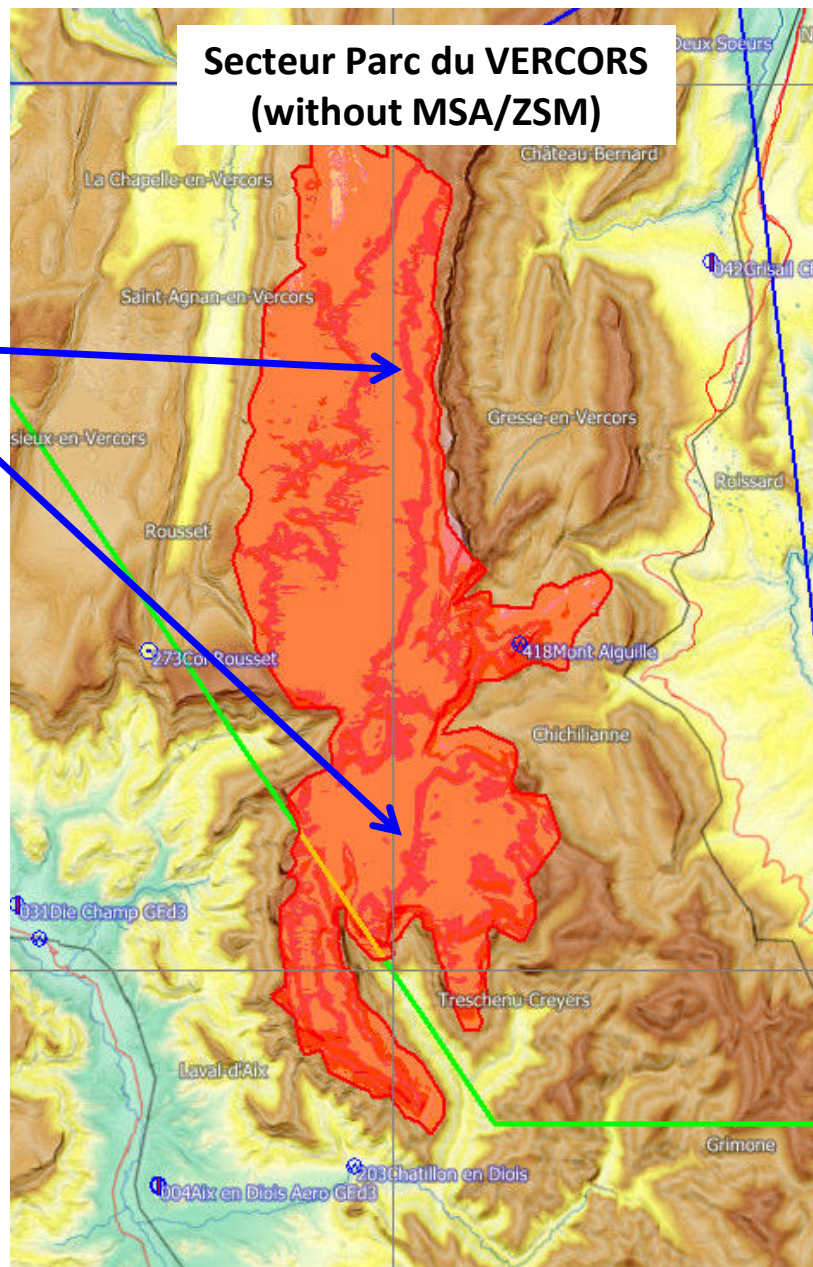 Secteur Parc du VERCORS
(without MSA/ZSM)
Deux Soeurs
N
Château-Bernard
La Chapelle-en-Vercors
042Grisail Cl
Saint-Agnan-en-Vercors
Gresse-en-Vercors
sieux-en-Vercors
Roissard
Rousset
418Mont Aiguille
273Col Rousset
Chichilianne
031Die Champ GEd3
Treschenu-Creyers
Laval-d'Aix
Grimone
203Chatillon en Diois
004Aix en Diois Aero GEd3